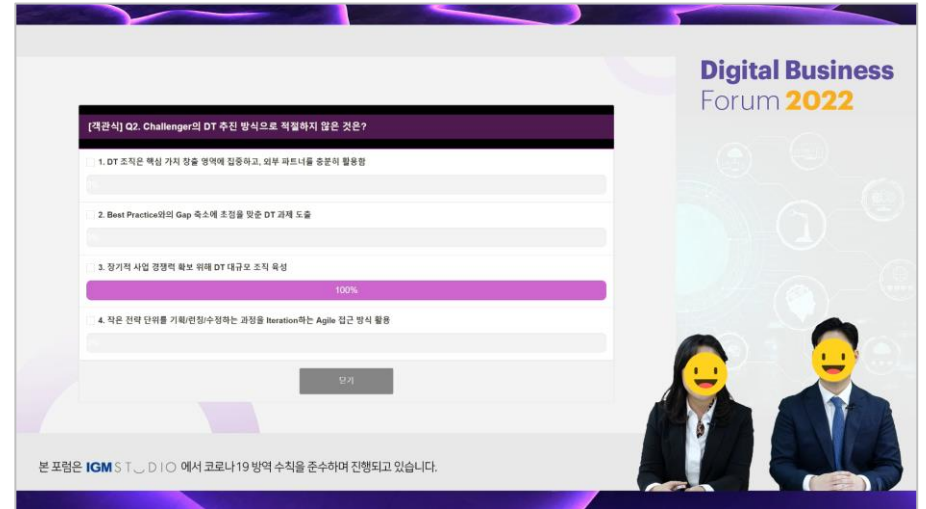 Digital Business
Forum 2022
[객관식] Q2. Challenger의 DT 추진 방식으로 적절하지 않은 것은?
1. DT 조직은 핵심 가치 창출 영역에 집중하고, 외부 파트너를 충분히 활용함
2. Best Practice와의 Gap 축소에 초점을 맞춘 DT 과제 도출
3. 장기적 사업 경쟁력 확보 위해 DT 대규모 조직 육성
100%
4. 작은 전략 단위를 기획/런칭/수정하는 과정을 Iteration하는 Agile 접근 방식 활용
닫기
본 포럼은 IGM STUDIO 에서 코로나19 방역 수칙을 준수하며 진행되고 있습니다.